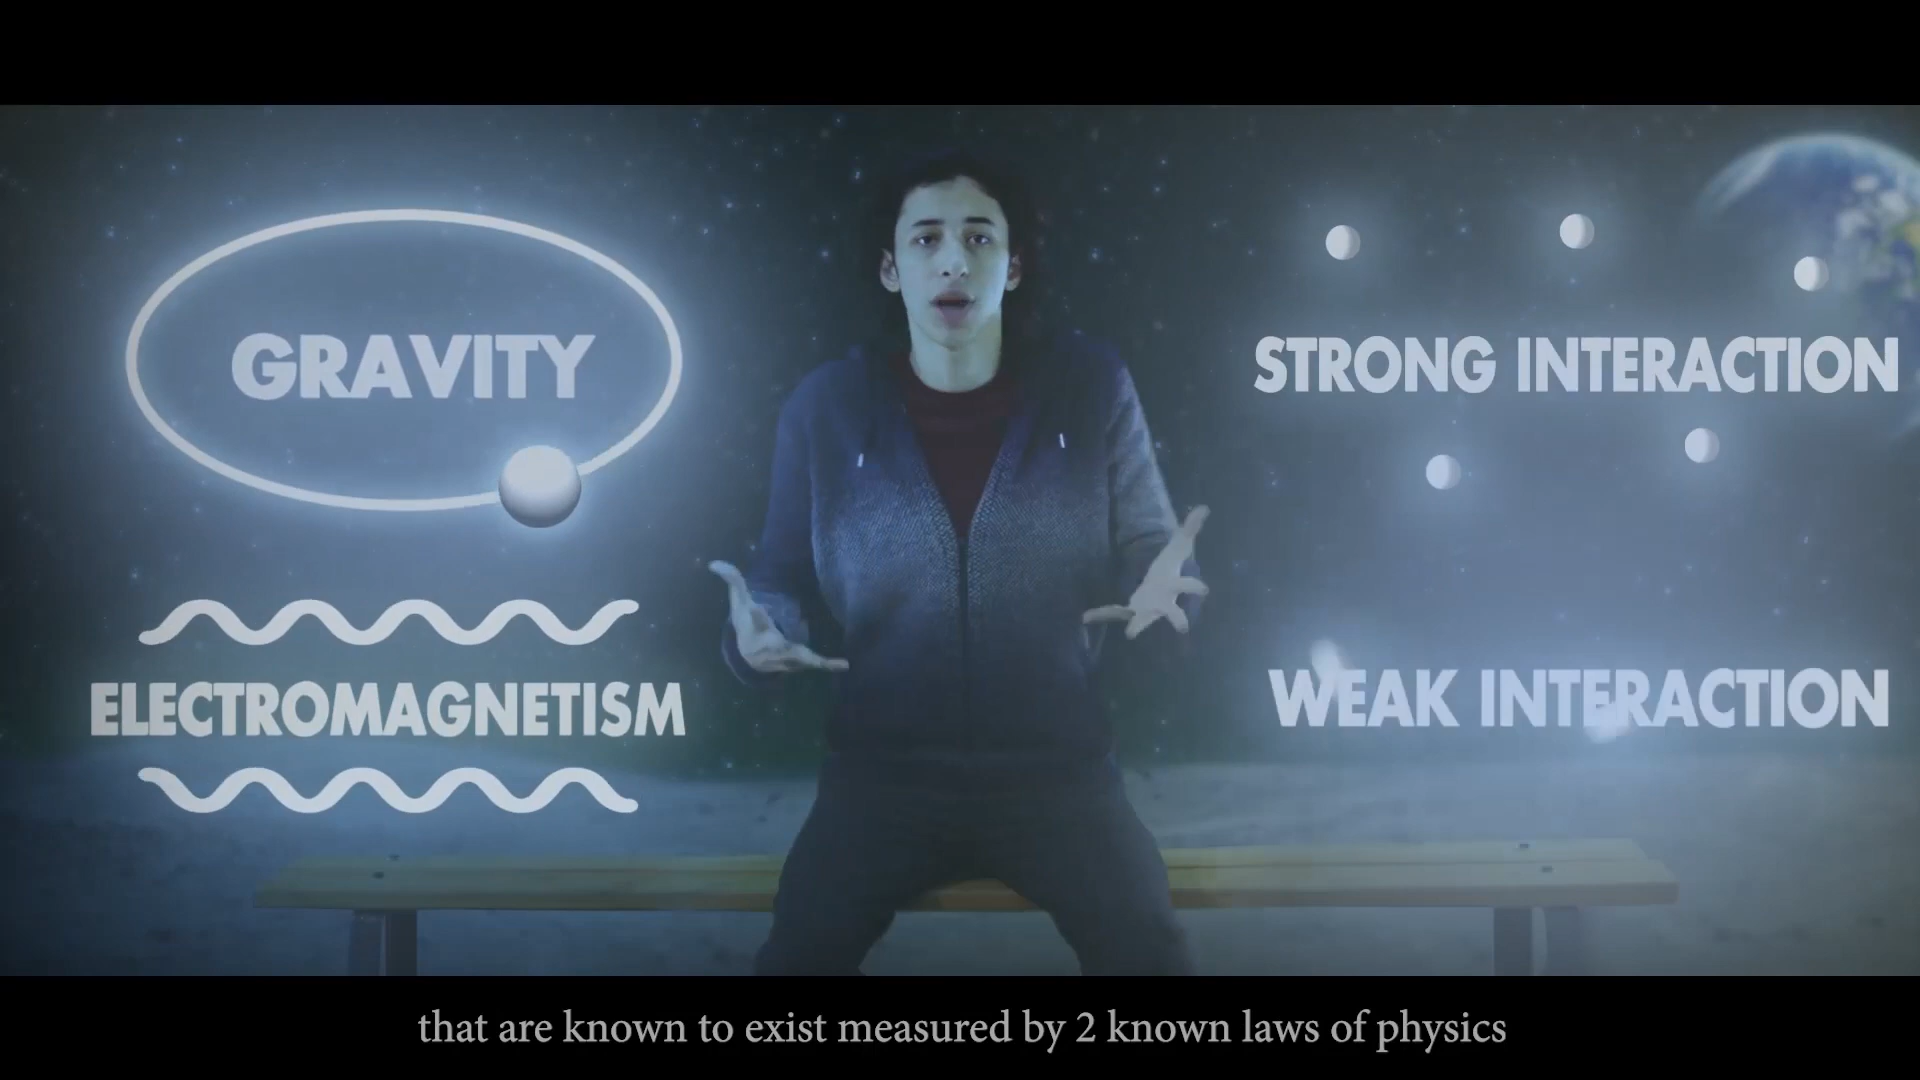 GRAVITY
STRONG INTERACTION
ELECTROMAGNETISM
WEAK INTERACTION
that are known to exist measured by 2 known laws of physics